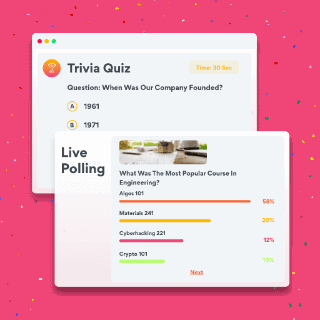 Trivia Quiz
Time: 30 Sec
Question: When Was Our Company Founded?
A 1961
B 1971
Live
Polling
What Was The Most Popular Course In
Engineering?
Algos 101
58%
Materials 241
20%
Cyberhacking 221
12%
Crypto 101
10%
Next